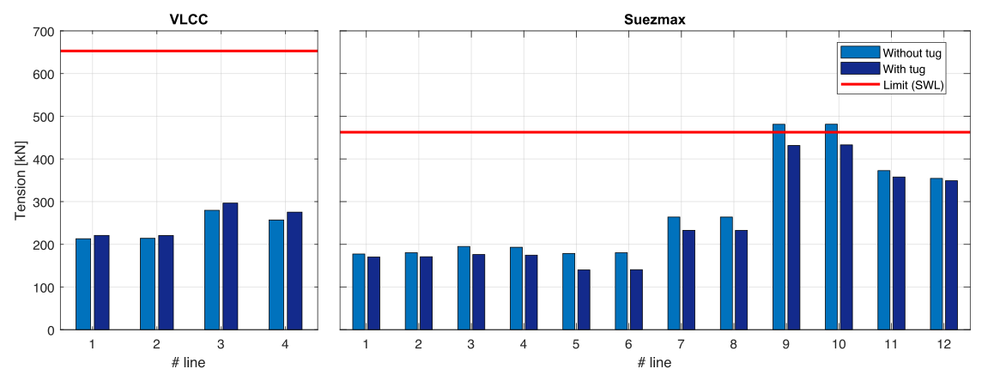 VLCC
Suezmax
700
600
500
400
300
200
100
0
Tension [kN]
1 2 3 4
# line
Without tug
With tug
Limit (SWL)
1 2 3 4 5 6 7 8 9 10 11 12
# line